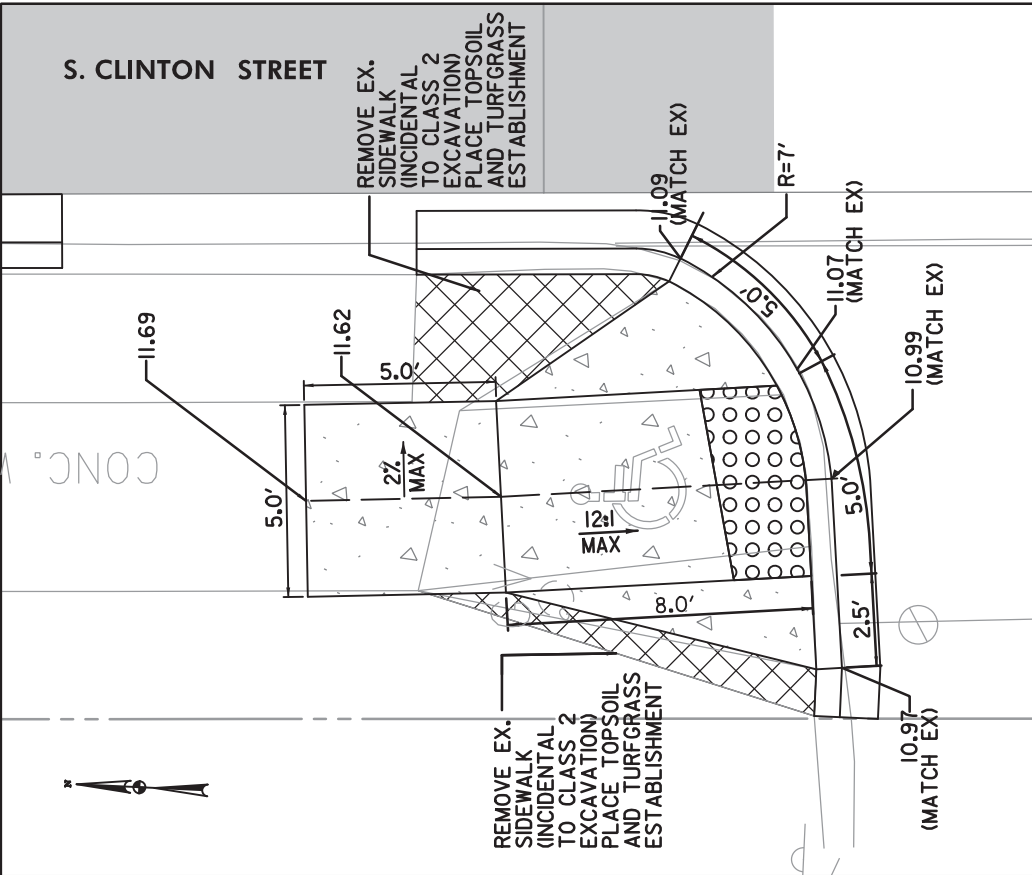 S. CLINTON STREET
REMOVE EX.
SIDEWALK
(INCIDENTAL
TO CLASS 2
EXCAVATION)
PLACE TOPSOIL
AND TURFGRASS
ESTABLISHMENT
11.09
(MATCH EX)
R=7'
11.07
(MATCH EX)
5.0'
10.99
(MATCH EX)
11.69
11.62
5.0'
CONC. W
5.0'
2%
MAX
12:1
MAX
5.0'
8.0'
2.5'
REMOVE EX.
SIDEWALK
(INCIDENTAL
TO CLASS 2
EXCAVATION)
PLACE TOPSOIL
AND TURFGRASS
ESTABLISHMENT
10.97
(MATCH EX)
N